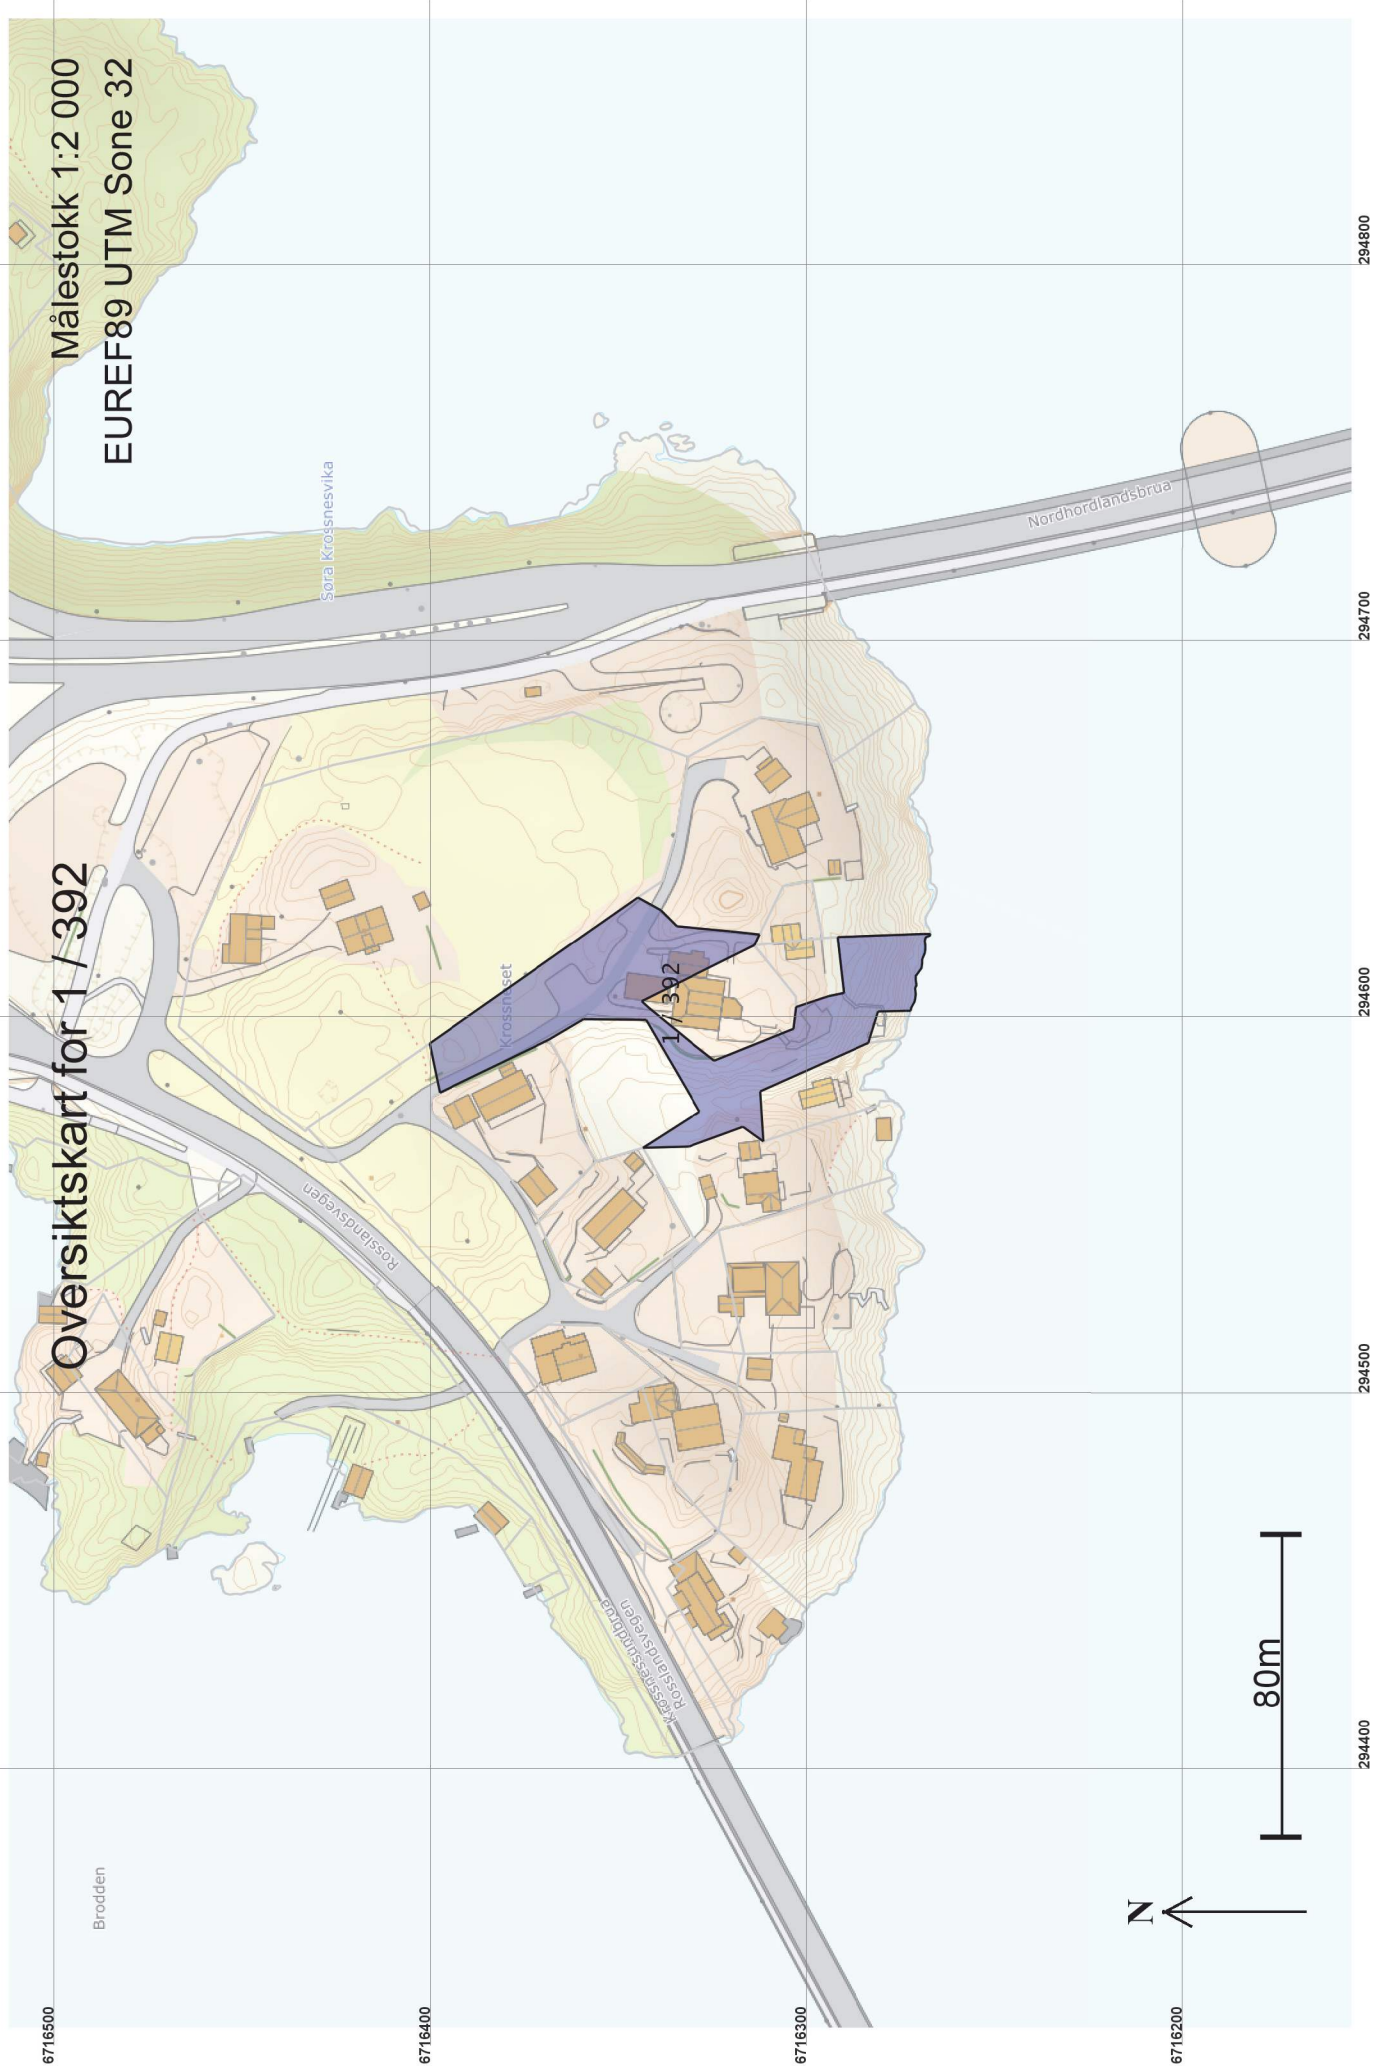 Oversiktskart for 1 / 392
Målestokk 1:2 000
EUREF89 UTM Sone 32
Brodden
Rosslandsvegen
Søra Krossnesvika
Krossneset
1 / 392
Krossnessundbrua
Rosslandsvegen
Nordhordlandsbrua
N
80m
6716500
6716400
6716300
6716200
294400
294500
294600
294700
294800